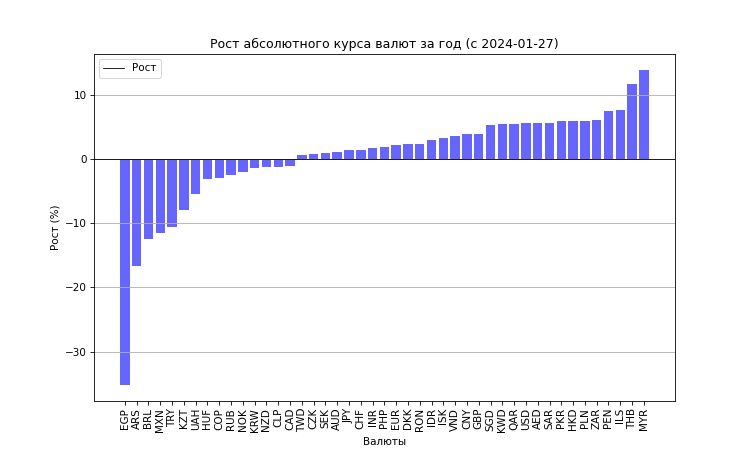 Рост абсолютного курса валют за год (с 2024-01-27)
Рост
10
0
−10
−20
−30
Рост (%)
EGP ARS BRL MXN TRY KZT UAH HUF COP RUB NOK KRW NZD CLP CAD TWD CZK SEK AUD JPY CHF INR PHP EUR DKK RON IDR ISK VND CNY GBP SGD KWD QAR USD AED SAR PKR HKD PLN ZAR PEN ILS THB MYR
Валюты